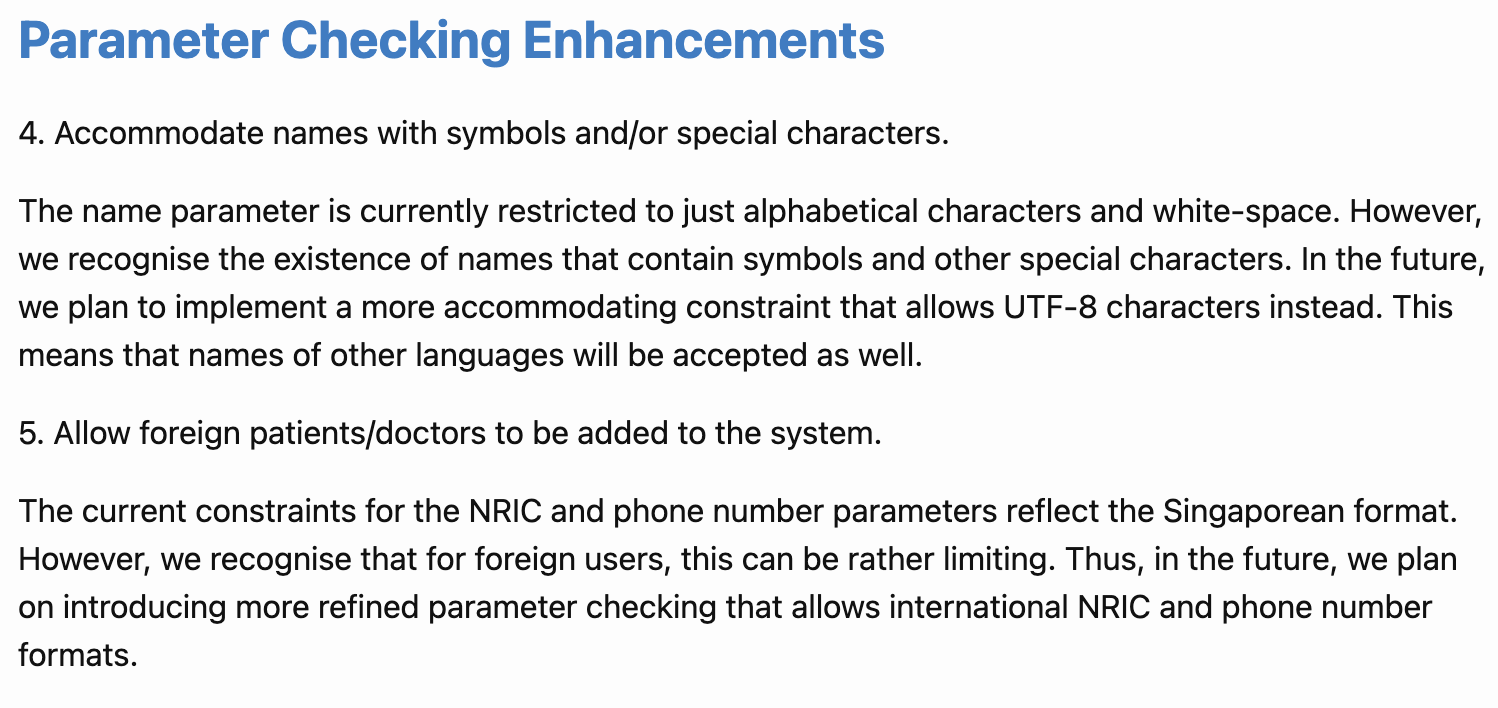 Parameter Checking Enhancements
4. Accommodate names with symbols and/or special characters.
The name parameter is currently restricted to just alphabetical characters and white-space. However,
we recognise the existence of names that contain symbols and other special characters. In the future,
we plan to implement a more accommodating constraint that allows UTF-8 characters instead. This
means that names of other languages will be accepted as well.
5. Allow foreign patients/doctors to be added to the system.
The current constraints for the NRIC and phone number parameters reflect the Singaporean format.
However, we recognise that for foreign users, this can be rather limiting. Thus, in the future, we plan
on introducing more refined parameter checking that allows international NRIC and phone number
formats.